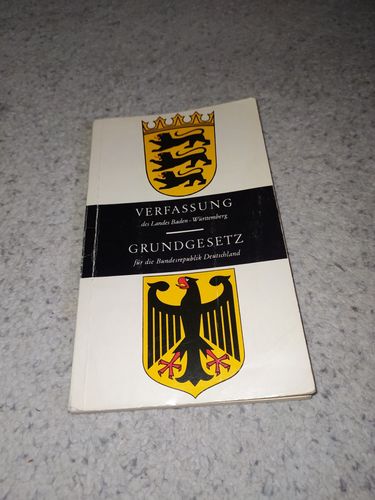 VERFASSUNG
des Landes Baden-Württemberg
GRUNDGESETZ
für die Bundesrepublik Deutschland